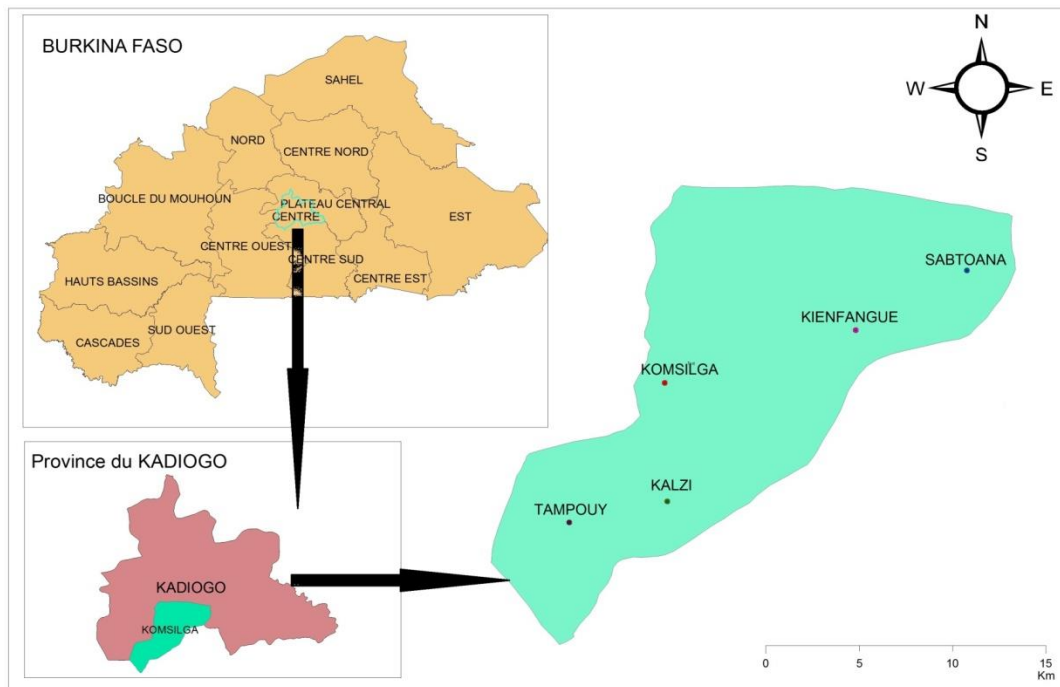 BURKINA FASO
SAHEL
NORD
CENTRE NORD
BOUCLE DU MOUHOUN
PLATEAU CENTRAL
CENTRE
EST
CENTRE OUEST
CENTRE SUD
CENTRE EST
HAUTS BASSINS
SUD OUEST
CASCADES
Province du KADIOGO
KADIOGO
KOMSILGA
N
W
E
S
SABTOANA
KIENFANGUE
KOMSILGA
KALZI
TAMPOUY
0 5 10 15
Km